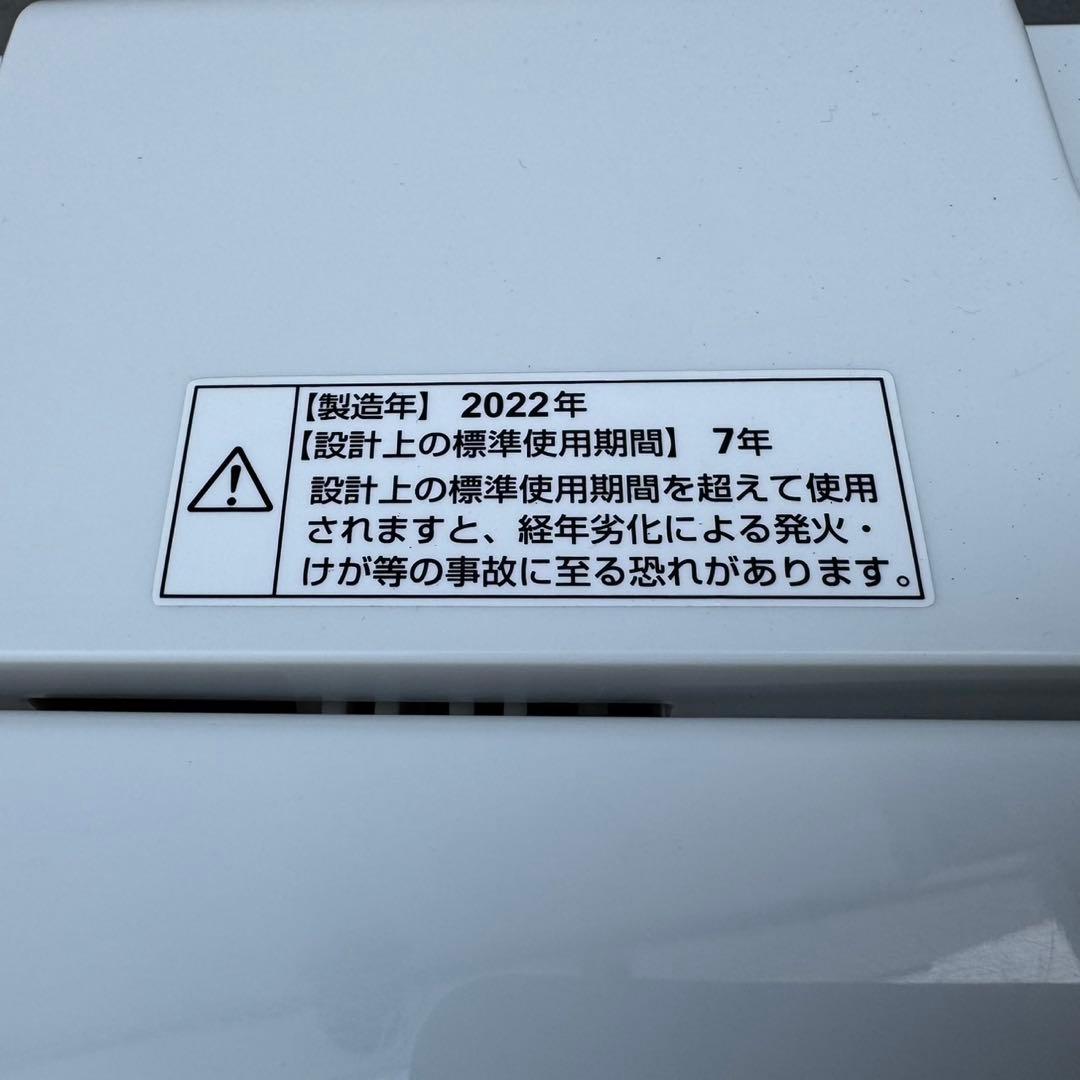 【製造年】 2022年
【設計上の標準使用期間】 7年
設計上の標準使用期間を超えて使用
されますと、経年劣化による発火・
けが等の事故に至る恐れがあります。